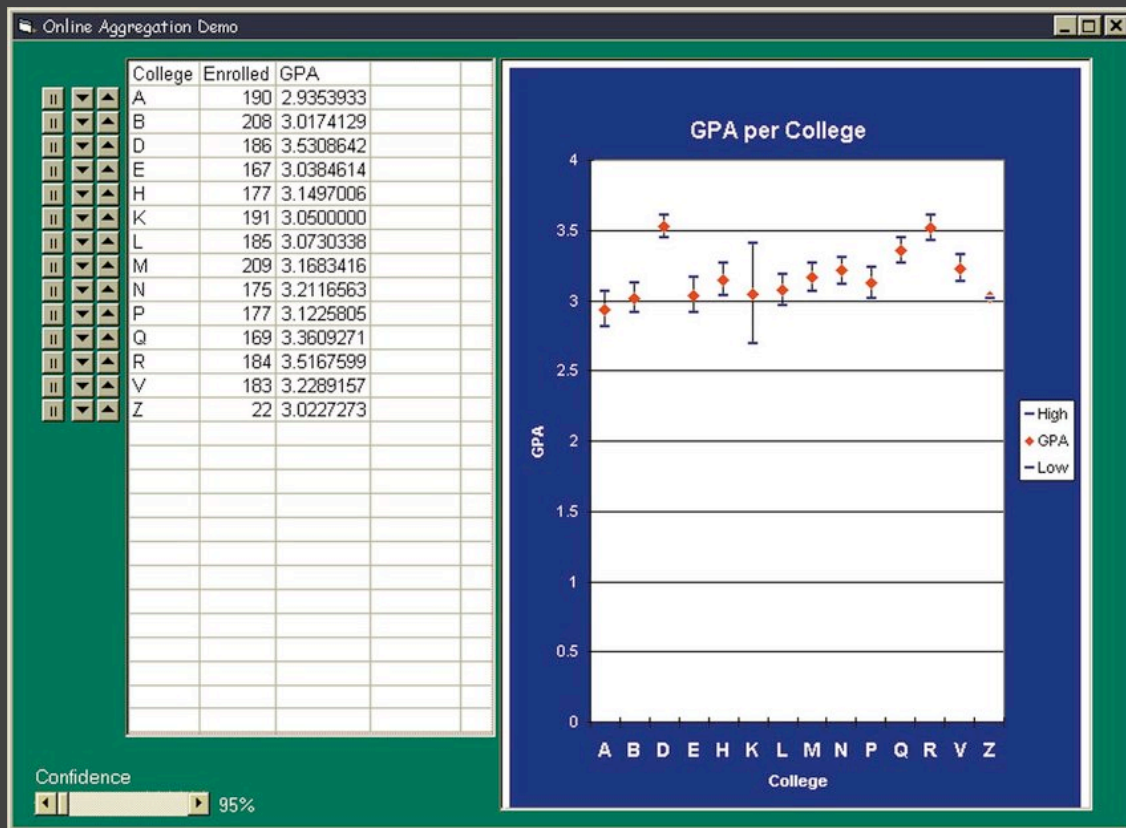 Online Aggregation Demo
College Enrolled GPA
A 190 2.9353933
B 208 3.0174129
D 186 3.5308642
E 167 3.0384614
H 177 3.1497006
K 191 3.0500000
L 185 3.0730338
M 209 3.1683416
N 175 3.2116563
P 177 3.1225805
Q 169 3.3609271
R 184 3.5167599
V 183 3.2289157
Z 22 3.0227273
Confidence
95%
GPA per College
4
3.5
3
2.5
2
1.5
1
0.5
0
GPA
A B D E H K L M N P Q R V Z
College
High
GPA
Low